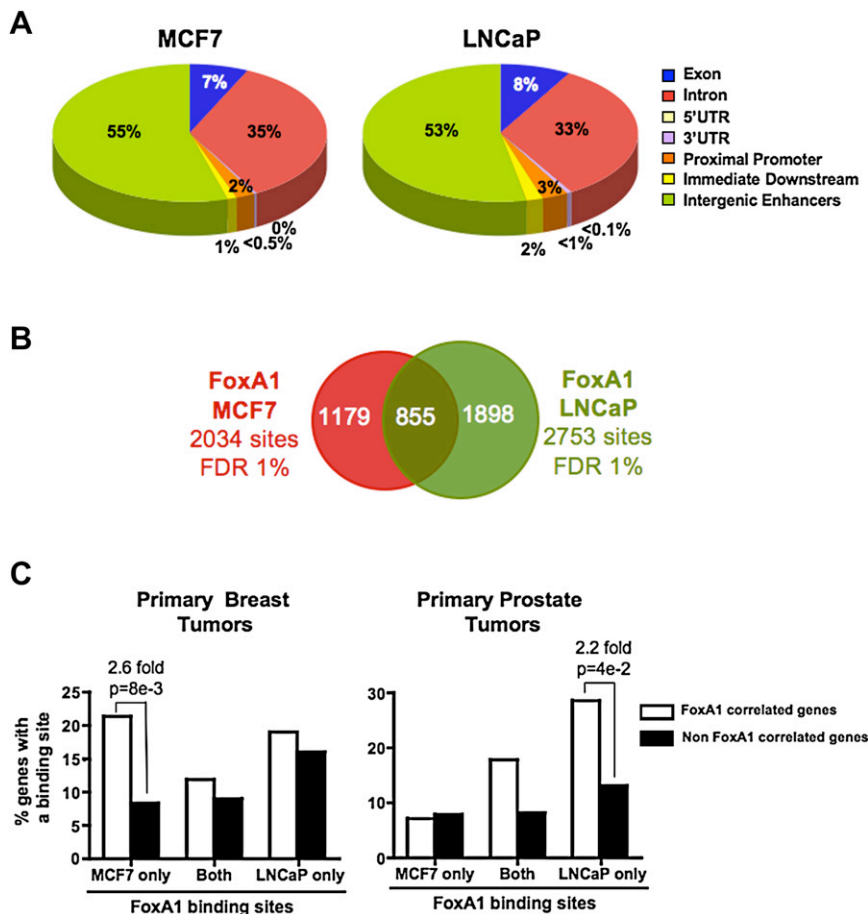 A
MCF7
LNCaP
7%
55%
35%
2%
0%
1%
<0.5%
8%
53%
33%
3%
<0.1%
2%
<1%
Exon
Intron
5'UTR
3'UTR
Proximal Promoter
Immediate Downstream
Intergenic Enhancers
B
FoxA1
MCF7
2034 sites
FDR 1%
1179
855
1898
FoxA1
LNCaP
2753 sites
FDR 1%
C
Primary Breast
Tumors
2.6 fold
p=8e-3
% genes with
a binding site
25
20
15
10
5
0
MCF7 only
Both
LNCaP only
FoxA1 binding sites
Primary Prostate
Tumors
2.2 fold
p=4e-2
30
20
10
0
MCF7 only
Both
LNCaP only
FoxA1 binding sites
FoxA1 correlated genes
Non FoxA1 correlated genes